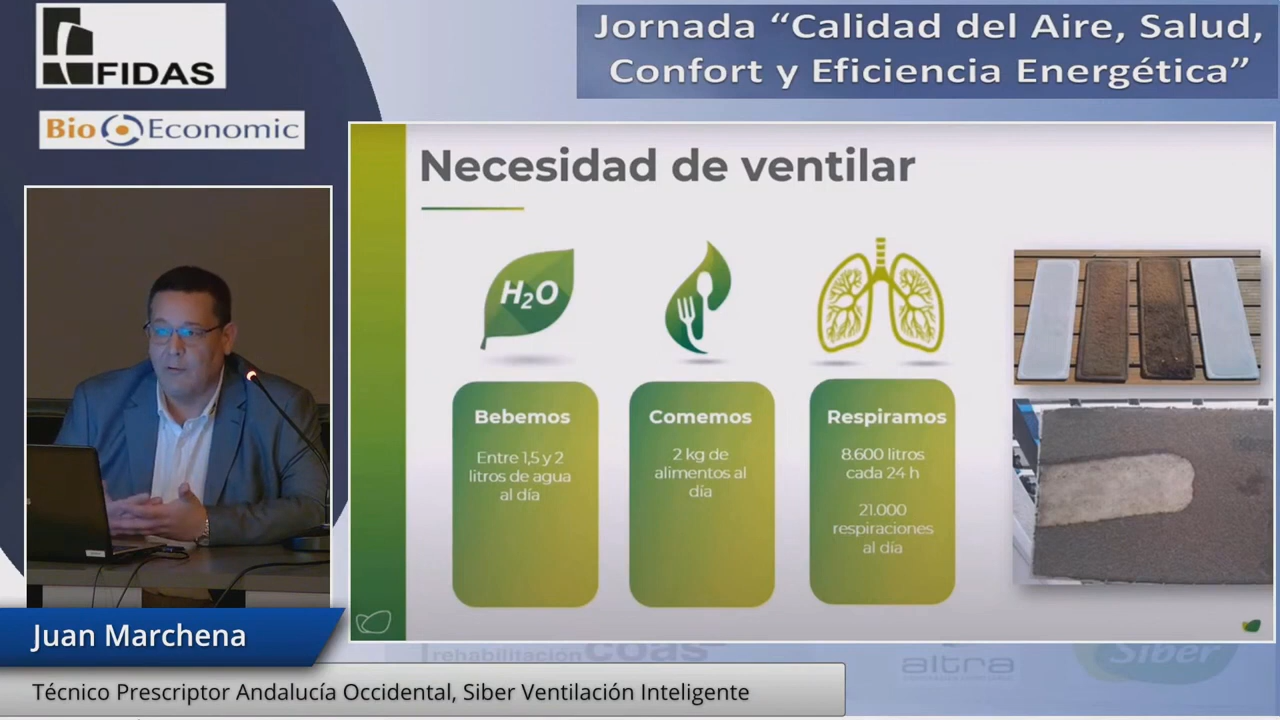 FIDAS
Bio Economic
Jornada “Calidad del Aire, Salud,
Confort y Eficiencia Energética”
Necesidad de ventilar
H2O
Bebemos
Entre 1,5 y 2
litros de agua
al día
Comemos
2 kg de
alimentos al
día
Respiramos
8.600 litros
cada 24 h
21.000
respiraciones
al día
Juan Marchena
Técnico Prescriptor Andalucía Occidental, Siber Ventilación Inteligente
rehabilitación coas
altra
Siber